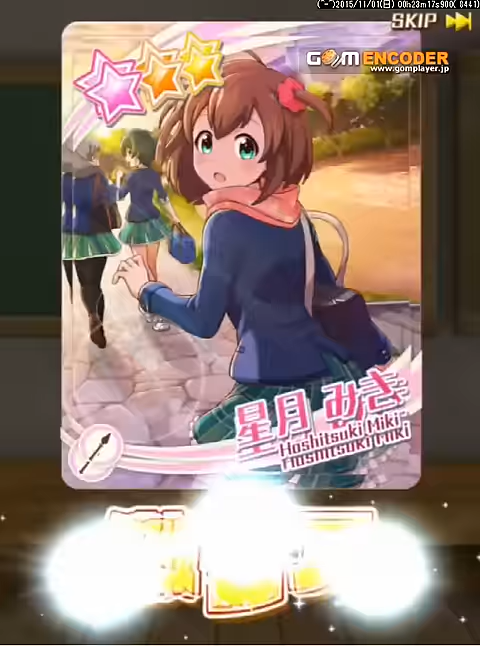 (^-^)2015/11/01(日) 00h23m17s900(0441)
SKIP
GOM ENCODER
www.gomplayer.jp
星月 みき
Hoshitsuki Miki
Hoshitsuki Miki